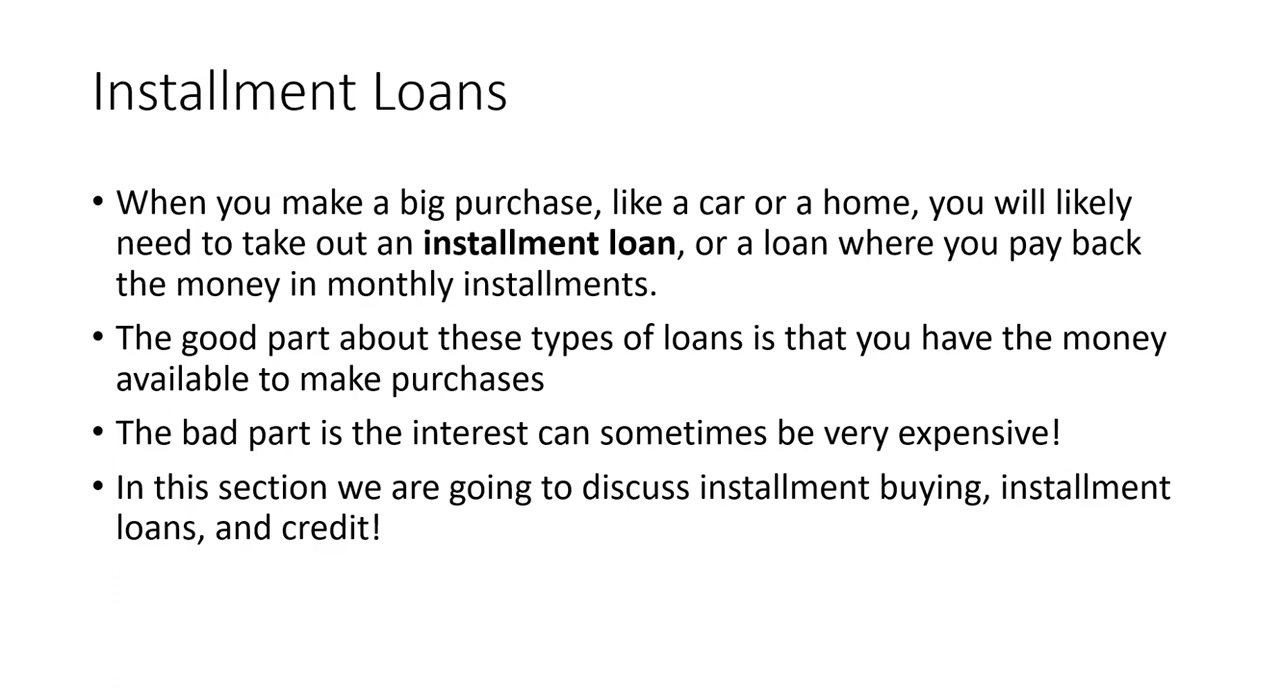 Installment Loans
• When you make a big purchase, like a car or a home, you will likely
need to take out an installment loan, or a loan where you pay back
the money in monthly installments.
• The good part about these types of loans is that you have the money
available to make purchases
• The bad part is the interest can sometimes be very expensive!
• In this section we are going to discuss installment buying, installment
loans, and credit!